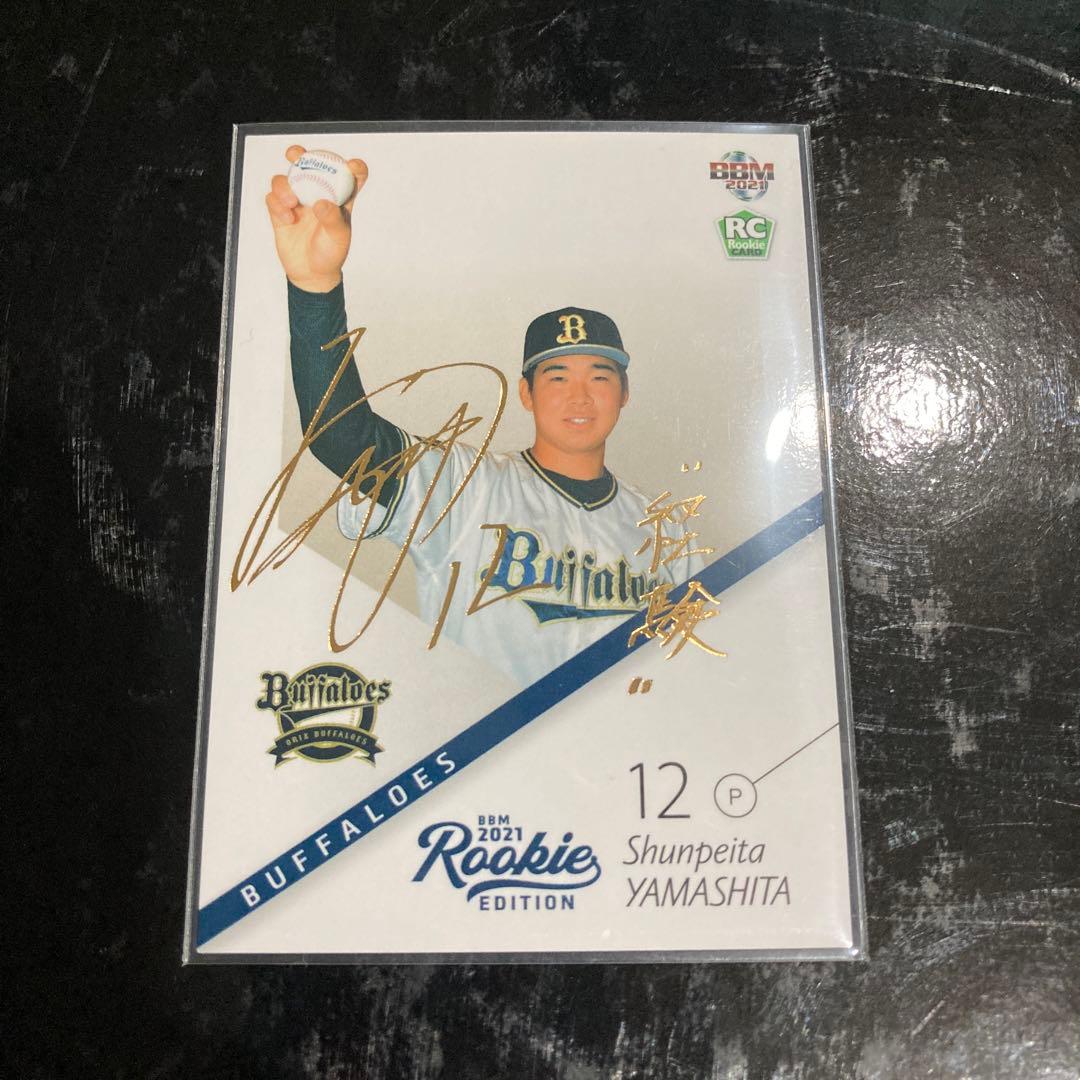 Buffaloes
BBM
2021
RC
Rookie
CARD
B
12
Buffaloes
"経験"
Buffaloes
ORIX BUFFALOES
BUFFALOES
BBM
2021
Rookie
EDITION
12 P
Shunpeita
YAMASHITA